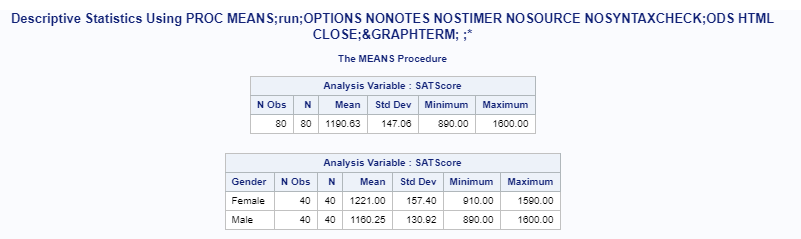 Descriptive Statistics Using PROC MEANS;run;OPTIONS NONOTES NOSTIMER NOSOURCE NOSYNTAXCHECK;ODS HTML
CLOSE;&GRAPHTERM; ;*
The MEANS Procedure
Analysis Variable : SATScore
N Obs N Mean Std Dev Minimum Maximum
80 80 1190.63 147.06 890.00 1600.00
Analysis Variable : SATScore
Gender N Obs N Mean Std Dev Minimum Maximum
Female 40 40 1221.00 157.40 910.00 1590.00
Male 40 40 1160.25 130.92 890.00 1600.00